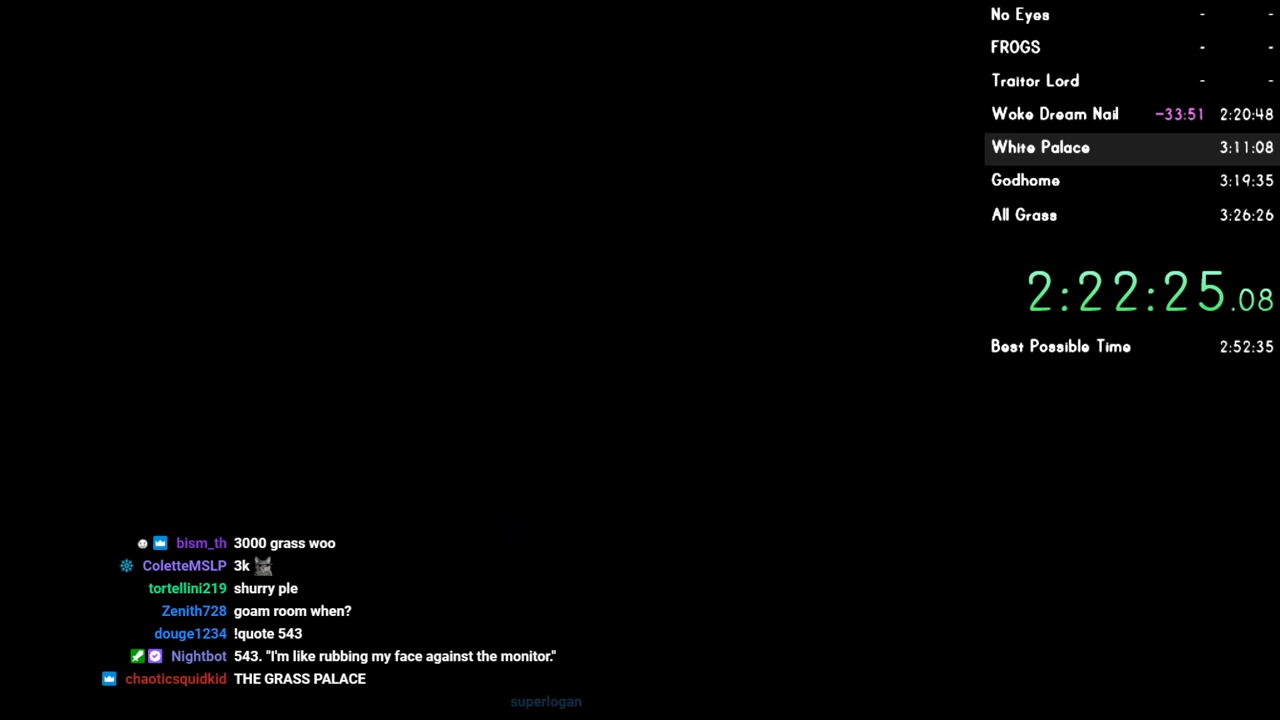 No Eyes - -
FROGS - -
Traitor Lord - -
Woke Dream Nail -33:51 2:20:48
White Palace 3:11:08
Godhome 3:19:35
All Grass 3:26:26
2:22:25.08
Best Possible Time 2:52:35
bism_th 3000 grass woo
ColetteMSLP 3k
tortellini219 shurry ple
Zenith728 goam room when?
douge1234 !quote 543
Nightbot 543. "I'm like rubbing my face against the monitor."
chaoticsquidkid THE GRASS PALACE
superlogan